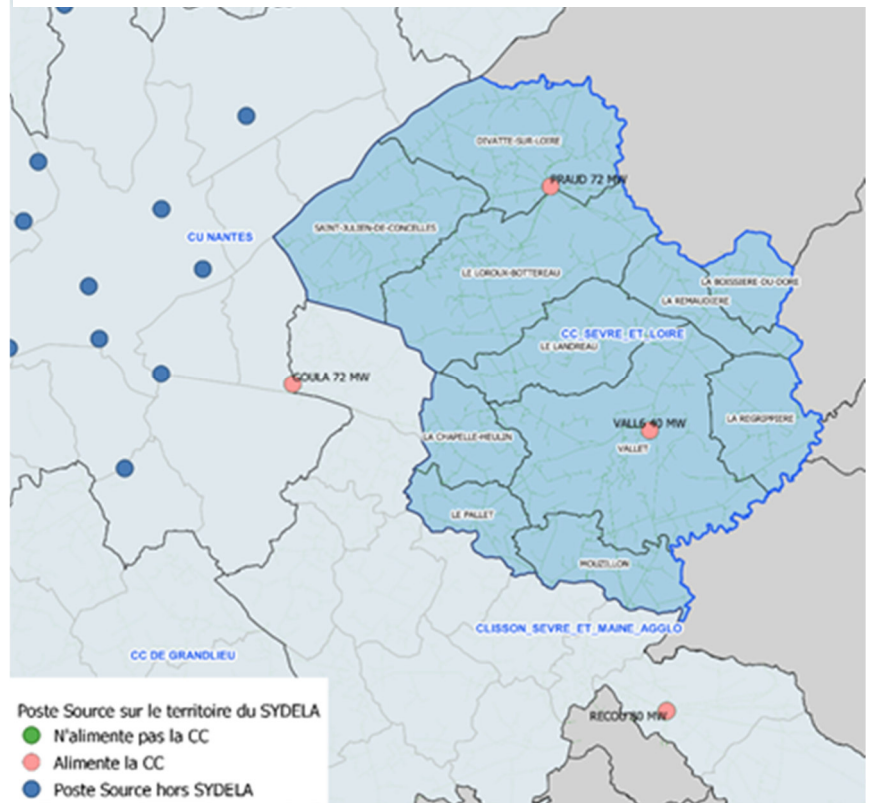 DIVATTE-SUR-LOIRE
PRAUD 72 MW
SAINT-JULIEN-DE-CONCELLES
CU NANTES
LE LOROUX-BOTTEREAU
LA BOISSIERE-DU-DORE
LA REMAUDIERE
CC_SEVRE_ET_LOIRE
LE LANDREAU
GOULA 72 MW
LA REGRIPPIERE
VALLE 40 MW
LA CHAPELLE-HEULIN
VALLET
LE PALLET
MOUZILLON
CLISSON_SEVRE_ET_MAINE_AGGLO
CC DE GRANDLIEU
RECOU 80 MW
Poste Source sur le territoire du SYDELA
N'alimente pas la CC
Alimente la CC
Poste Source hors SYDELA